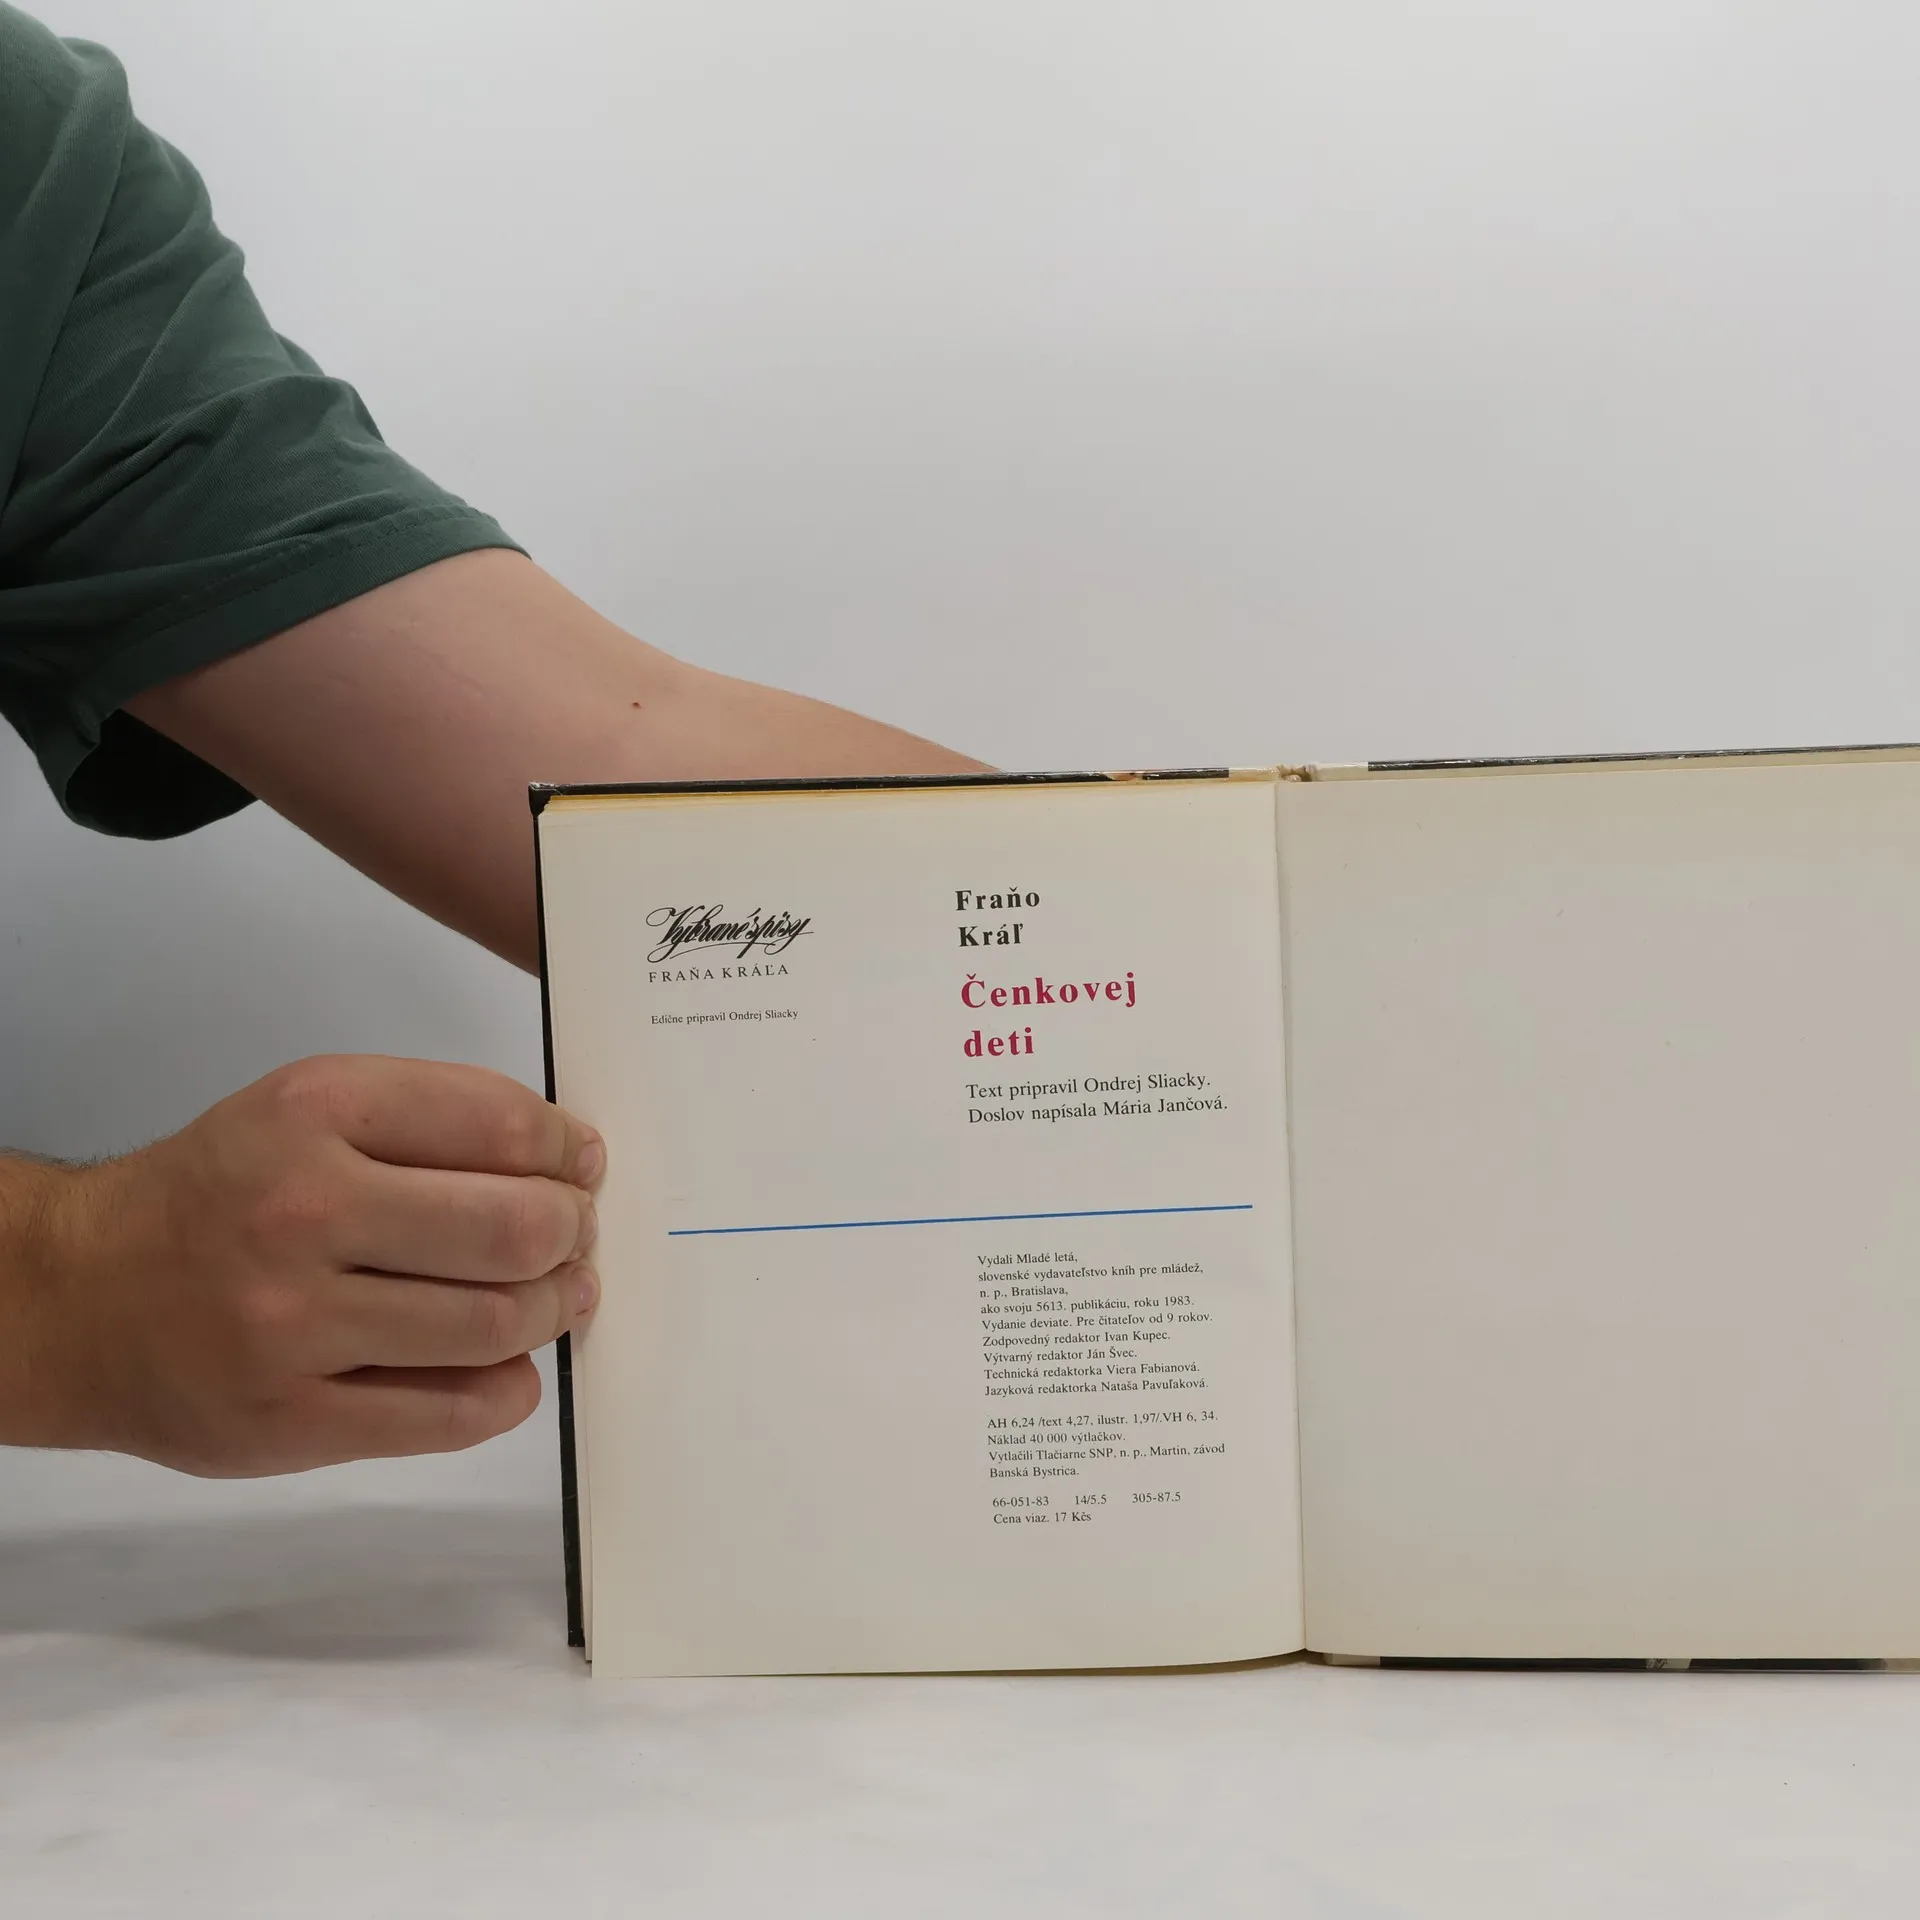 Vybrané spisy
FRAŇA KRÁĽA
Edične pripravil Ondrej Sliacky
Fraňo
Kráľ
Čenkovej
deti
Text pripravil Ondrej Sliacky.
Doslov napísala Mária Jančová.
Vydali Mladé letá,
slovenské vydavateľstvo kníh pre mládež,
n. p., Bratislava,
ako svoju 5613. publikáciu, roku 1983.
Vydanie deviate. Pre čitateľov od 9 rokov.
Zodpovedný redaktor Ivan Kupec.
Výtvarný redaktor Ján Švec.
Technická redaktorka Viera Fabianová.
Jazyková redaktorka Nataša Pavuľaková.
AH 6,24 /text 4,27, ilustr. 1,97/.VH 6, 34.
Náklad 40 000 výtlačkov.
Vytlačili Tlačiarne SNP, n. p., Martin, závod
Banská Bystrica.
66-051-83 14/5.5 305-87.5
Cena viaz. 17 Kčs